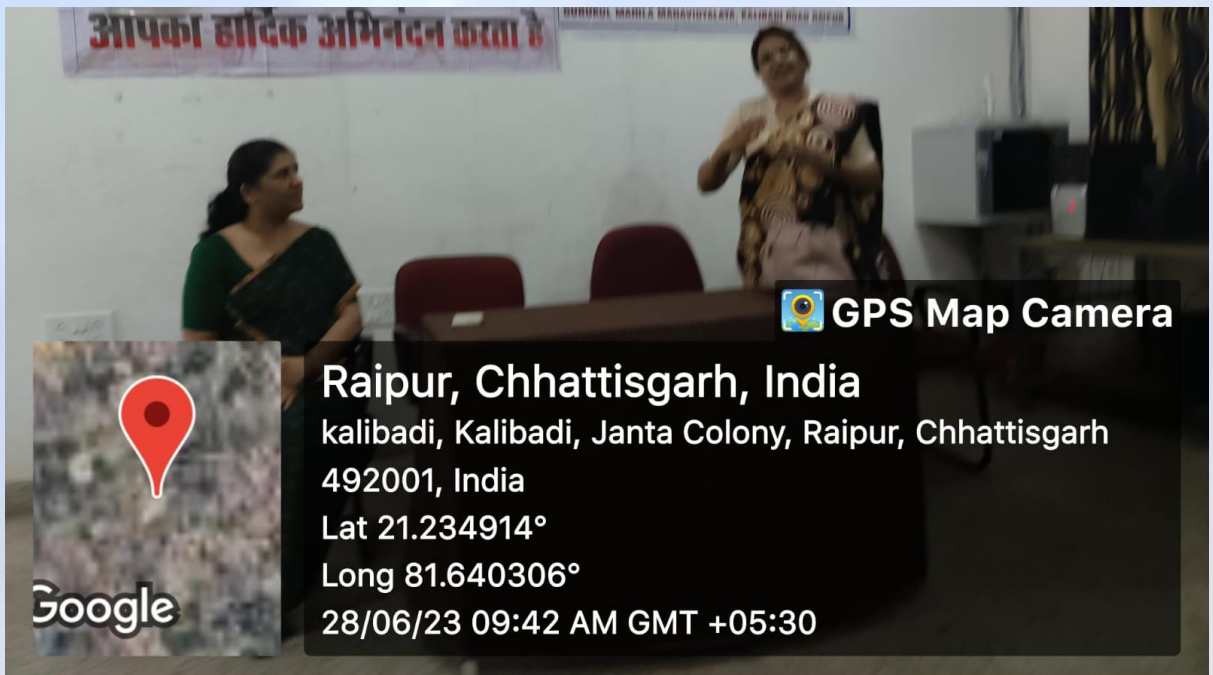 आपका हार्दिक अभिनंदन करता है
GURUKUL MAHILA MAHAVIDYALAYA, KALIBADI ROAD RAIPUR
GPS Map Camera
Raipur, Chhattisgarh, India
kalibadi, Kalibadi, Janta Colony, Raipur, Chhattisgarh
492001, India
Lat 21.234914°
Long 81.640306°
28/06/23 09:42 AM GMT +05:30
Google